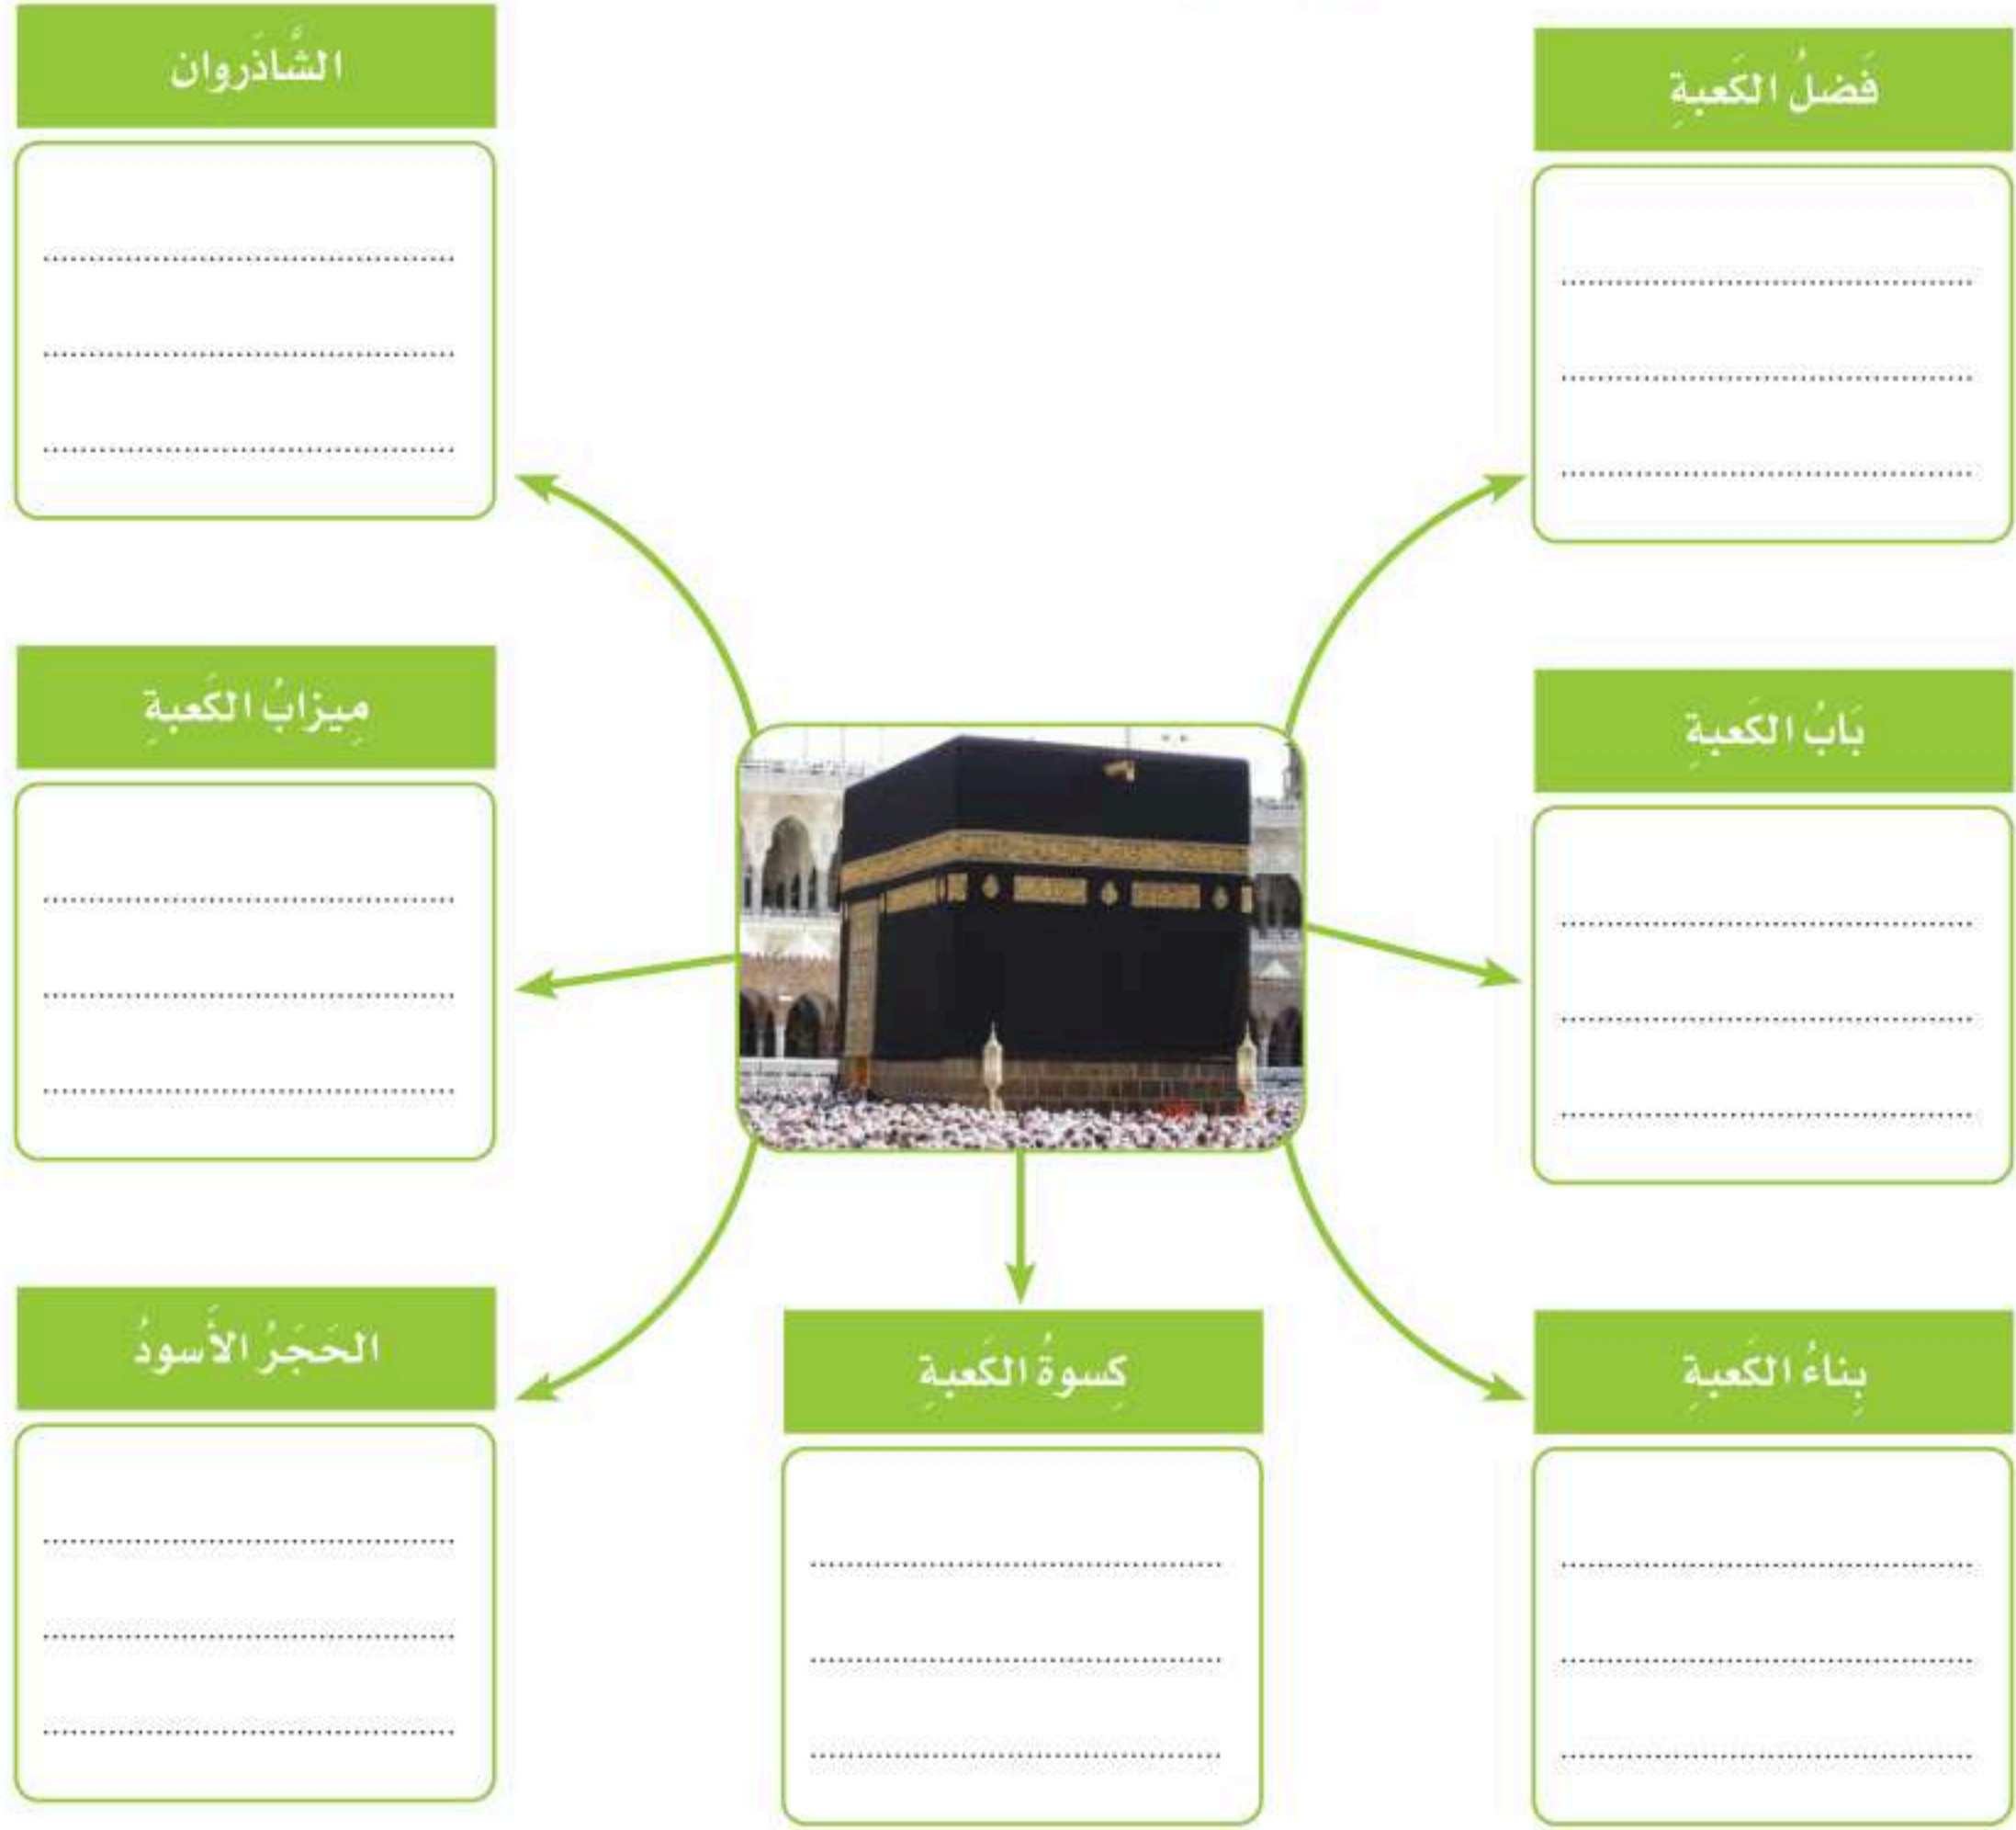 فَضلُ الكَعبةِ
الشَّاذَروان
بَابُ الكَعبةِ
مِيزابُ الكَعبةِ
بِناءُ الكَعبةِ
كِسوةُ الكَعبةِ
الحَجَرُ الأَسودُ